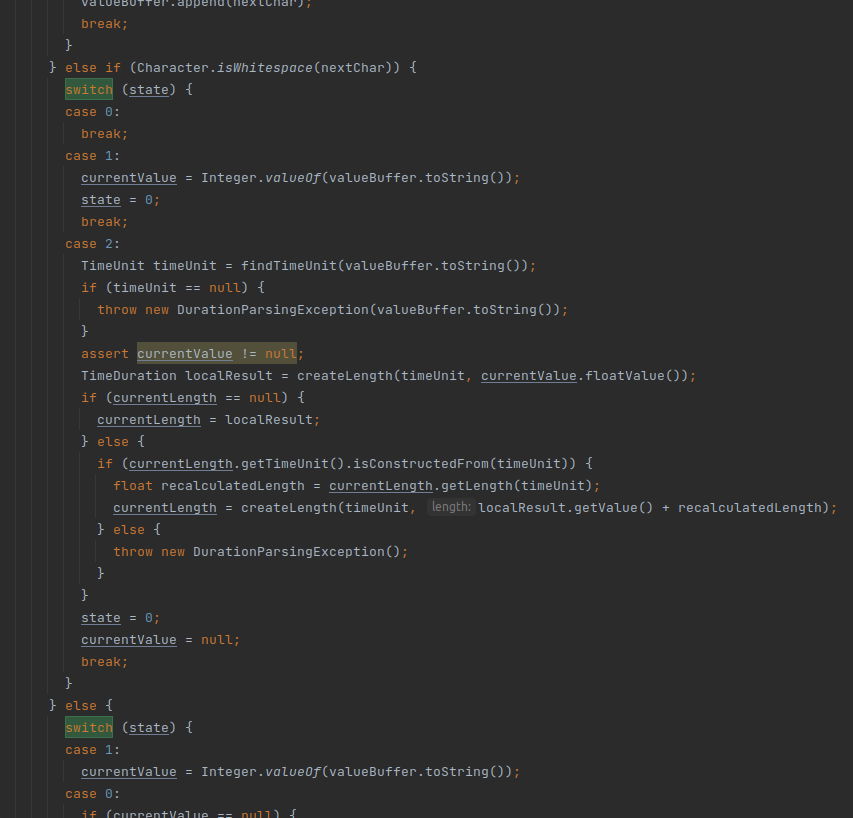 valueBuffer.append(nextChar);
break;
}
} else if (Character.isWhitespace(nextChar)) {
switch (state) {
case 0:
break;
case 1:
currentValue = Integer.valueOf(valueBuffer.toString());
state = 0;
break;
case 2:
TimeUnit timeUnit = findTimeUnit(valueBuffer.toString());
if (timeUnit == null) {
throw new DurationParsingException(valueBuffer.toString());
}
assert currentValue != null;
TimeDuration localResult = createLength(timeUnit, currentValue.floatValue());
if (currentLength == null) {
currentLength = localResult;
} else {
if (currentLength.getTimeUnit().isConstructedFrom(timeUnit)) {
float recalculatedLength = currentLength.getLength(timeUnit);
currentLength = createLength(timeUnit, length: localResult.getValue() + recalculatedLength);
} else {
throw new DurationParsingException();
}
}
state = 0;
currentValue = null;
break;
}
} else {
switch (state) {
case 1:
currentValue = Integer.valueOf(valueBuffer.toString());
case 0:
if (currentValue == null) {